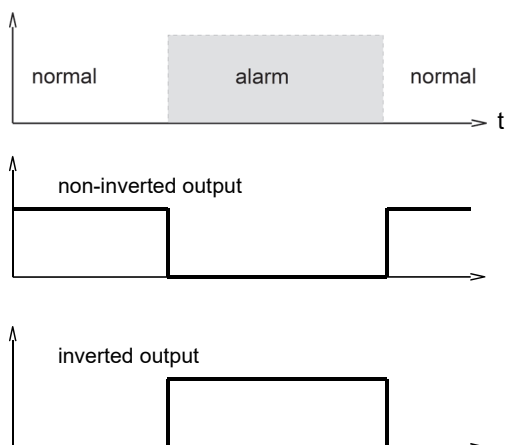 normal alarm normal
t
non-inverted output
inverted output